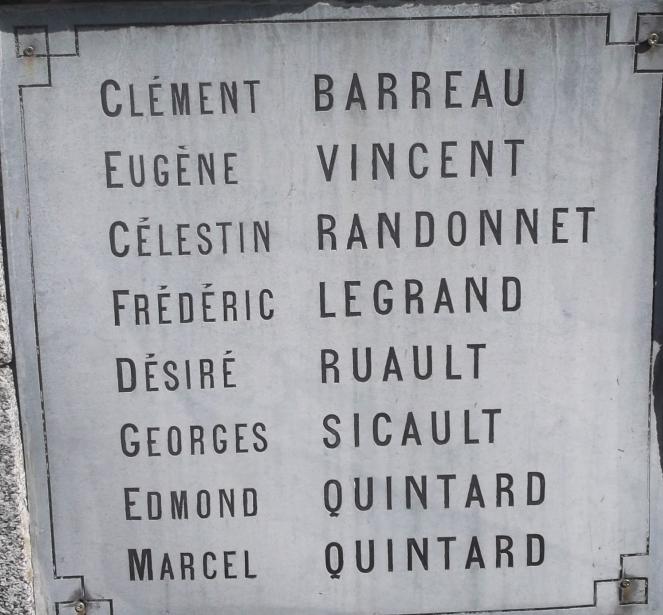 CLÉMENT BARREAU
EUGÈNE VINCENT
CÉLESTIN RANDONNET
FRÉDÉRIC LEGRAND
DÉSIRÉ RUAULT
GEORGES SICAULT
EDMOND QUINTARD
MARCEL QUINTARD